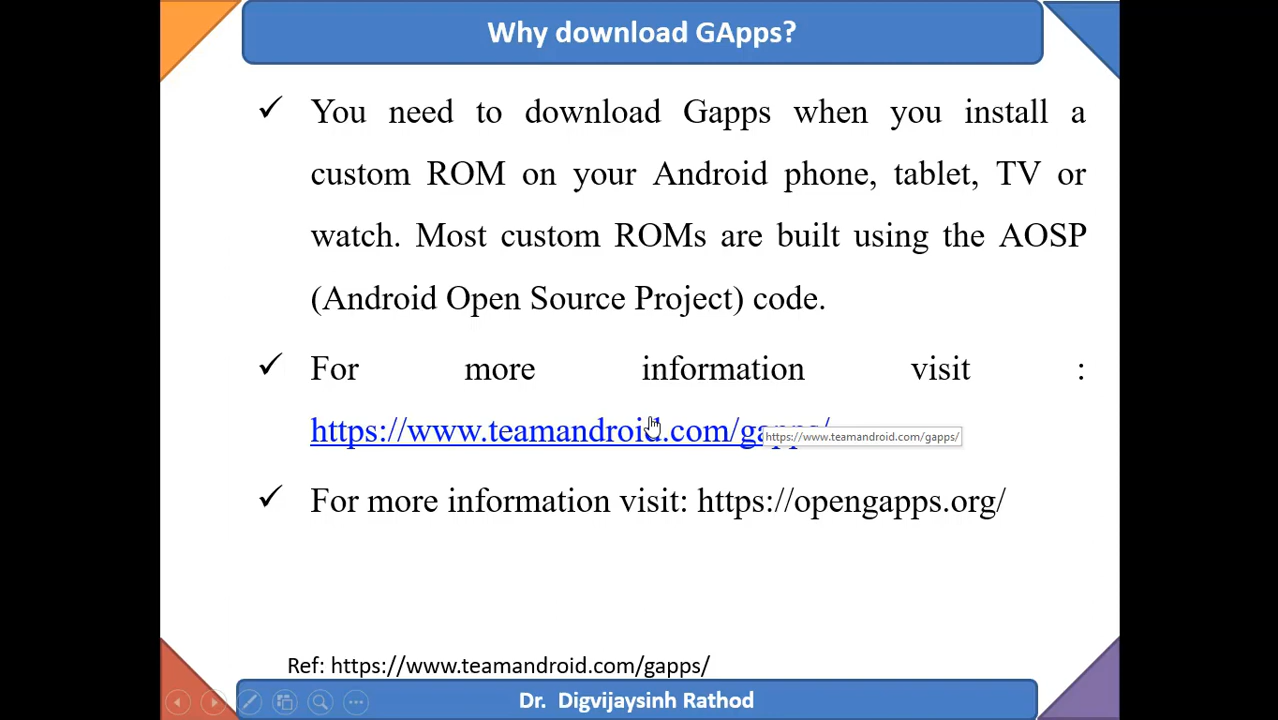 Why download GApps?
✓ You need to download Gapps when you install a
custom ROM on your Android phone, tablet, TV or
watch. Most custom ROMs are built using the AOSP
(Android Open Source Project) code.
✓ For more information visit :
https://www.teamandroid.com/gapps/
https://www.teamandroid.com/gapps/
✓ For more information visit: https://opengapps.org/
Ref: https://www.teamandroid.com/gapps/
Dr. Digvijaysinh Rathod